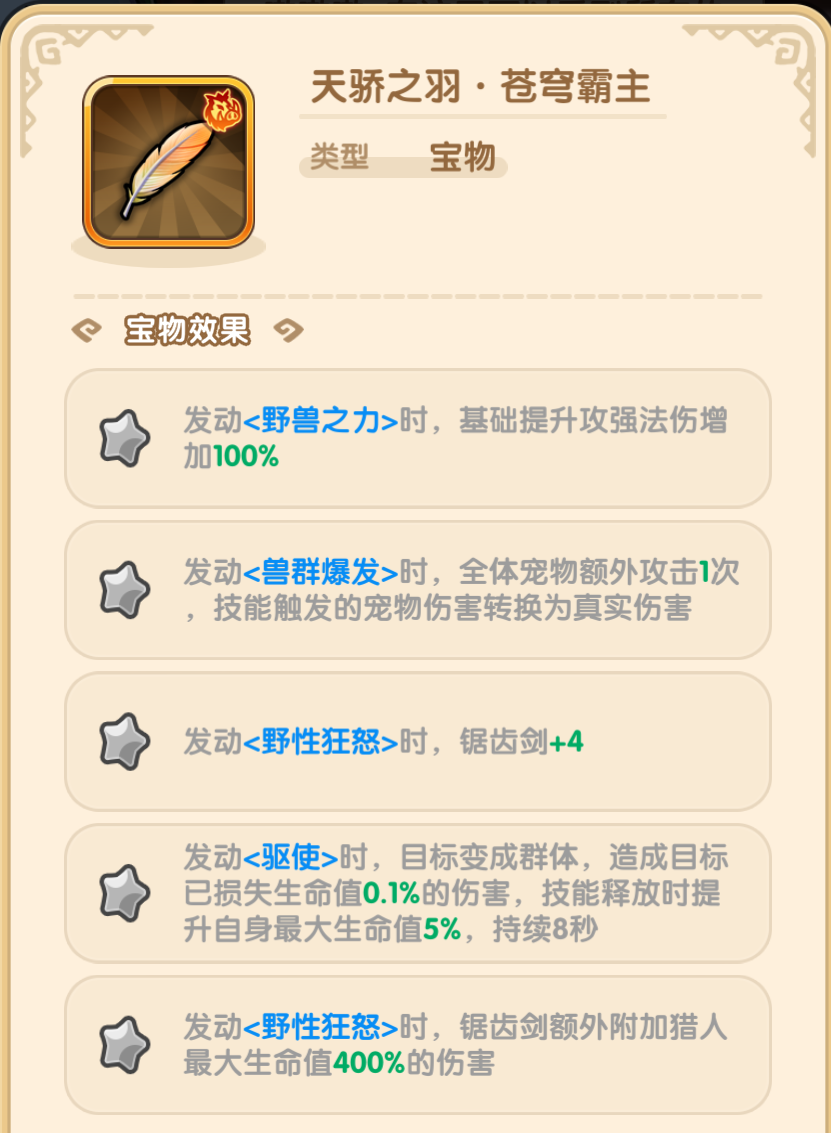 天骄之羽·苍穹霸主
类型 宝物
宝物效果
发动<野兽之力>时，基础提升攻强法伤增
加100%
发动<兽群爆发>时，全体宠物额外攻击1次
，技能触发的宠物伤害转换为真实伤害
发动<野性狂怒>时，锯齿剑+4
发动<驱使>时，目标变成群体，造成目标
已损失生命值0.1%的伤害，技能释放时提
升自身最大生命值5%，持续8秒
发动<野性狂怒>时，锯齿剑额外附加猎人
最大生命值400%的伤害